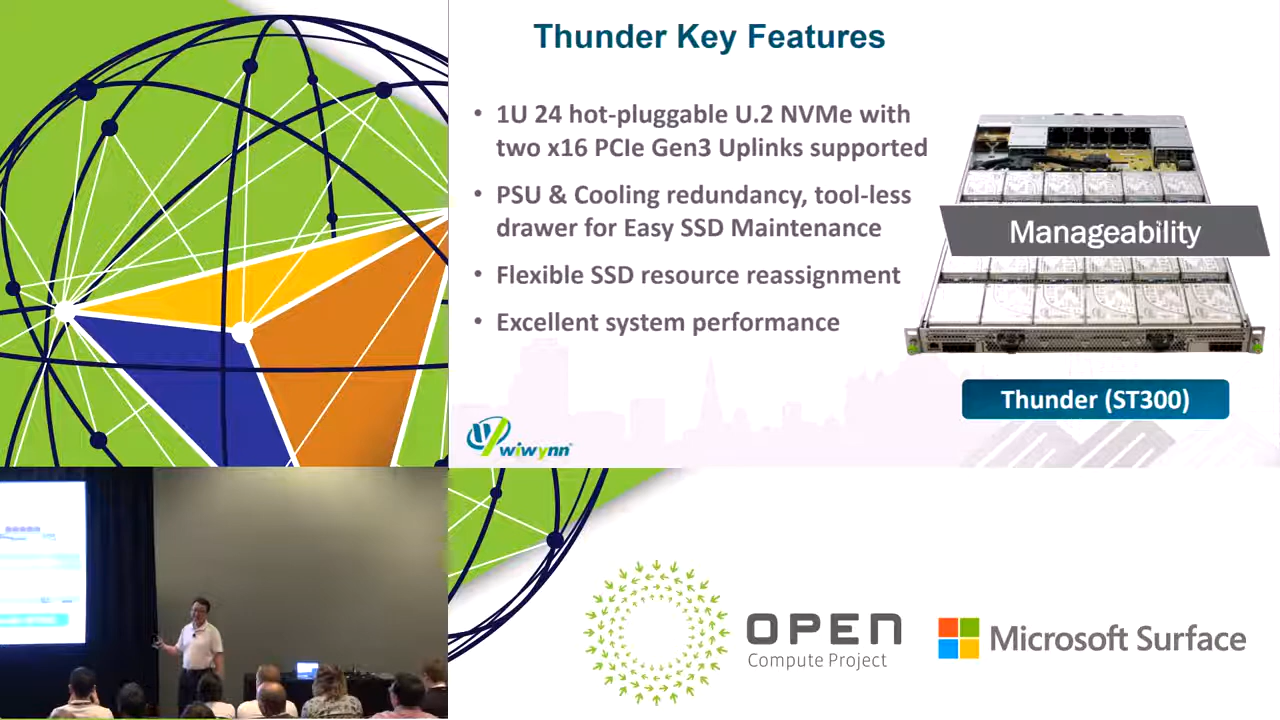 Thunder Key Features
• 1U 24 hot-pluggable U.2 NVMe with
two x16 PCIe Gen3 Uplinks supported
• PSU & Cooling redundancy, tool-less
drawer for Easy SSD Maintenance
• Flexible SSD resource reassignment
• Excellent system performance
Manageability
Thunder (ST300)
wiwynn
OPEN
Compute Project
Microsoft Surface